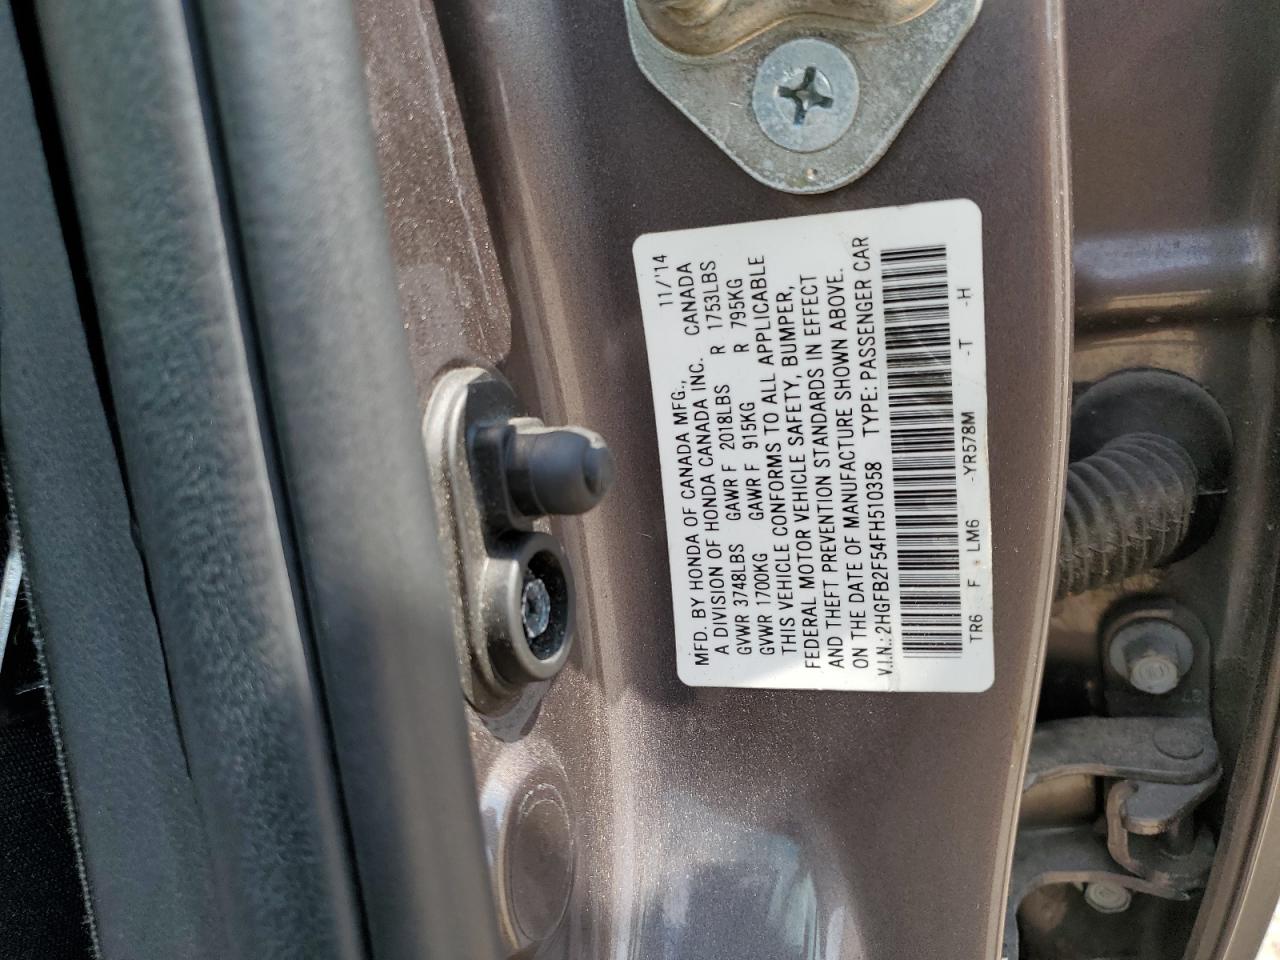 MFD. BY HONDA OF CANADA MFG., 11/'14
A DIVISION OF HONDA CANADA INC. CANADA
GVWR 3748LBS GAWR F 2018LBS R 1753LBS
GVWR 1700KG GAWR F 915KG R 795KG
THIS VEHICLE CONFORMS TO ALL APPLICABLE
FEDERAL MOTOR VEHICLE SAFETY, BUMPER,
AND THEFT PREVENTION STANDARDS IN EFFECT
ON THE DATE OF MANUFACTURE SHOWN ABOVE.
V.I.N.: 2HGFB2F54FH510358 TYPE: PASSENGER CAR
TR6 F LM6 -YR578M -T -H